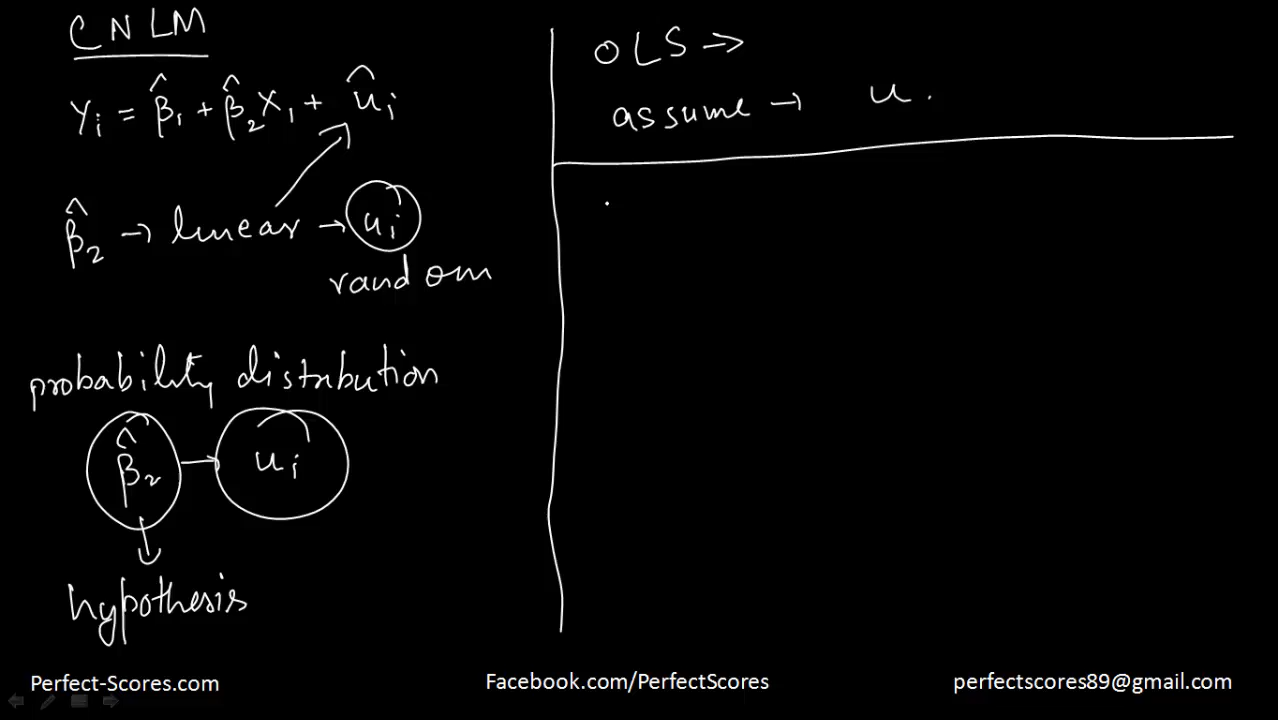 CNLM
Yi = β̂1 + β̂2X1 + ûi
β̂2 → linear → ui
random
probability distribution
β̂2 → ui
hypothesis
OLS →
assume → u.
Perfect-Scores.com
Facebook.com/PerfectScores
perfectscores89@gmail.com